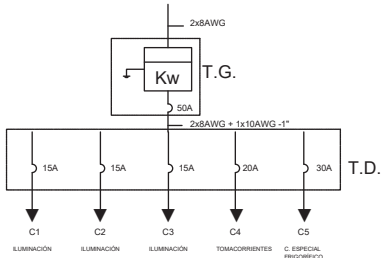 2x8AWG
T.G.
Kw
50A
2x8AWG + 1x10AWG -1"
15A 15A 15A 20A 30A
T.D.
C1 C2 C3 C4 C5
ILUMINACIÓN ILUMINACIÓN ILUMINACIÓN TOMACORRIENTES C. ESPECIAL
FRIGORÍFICO